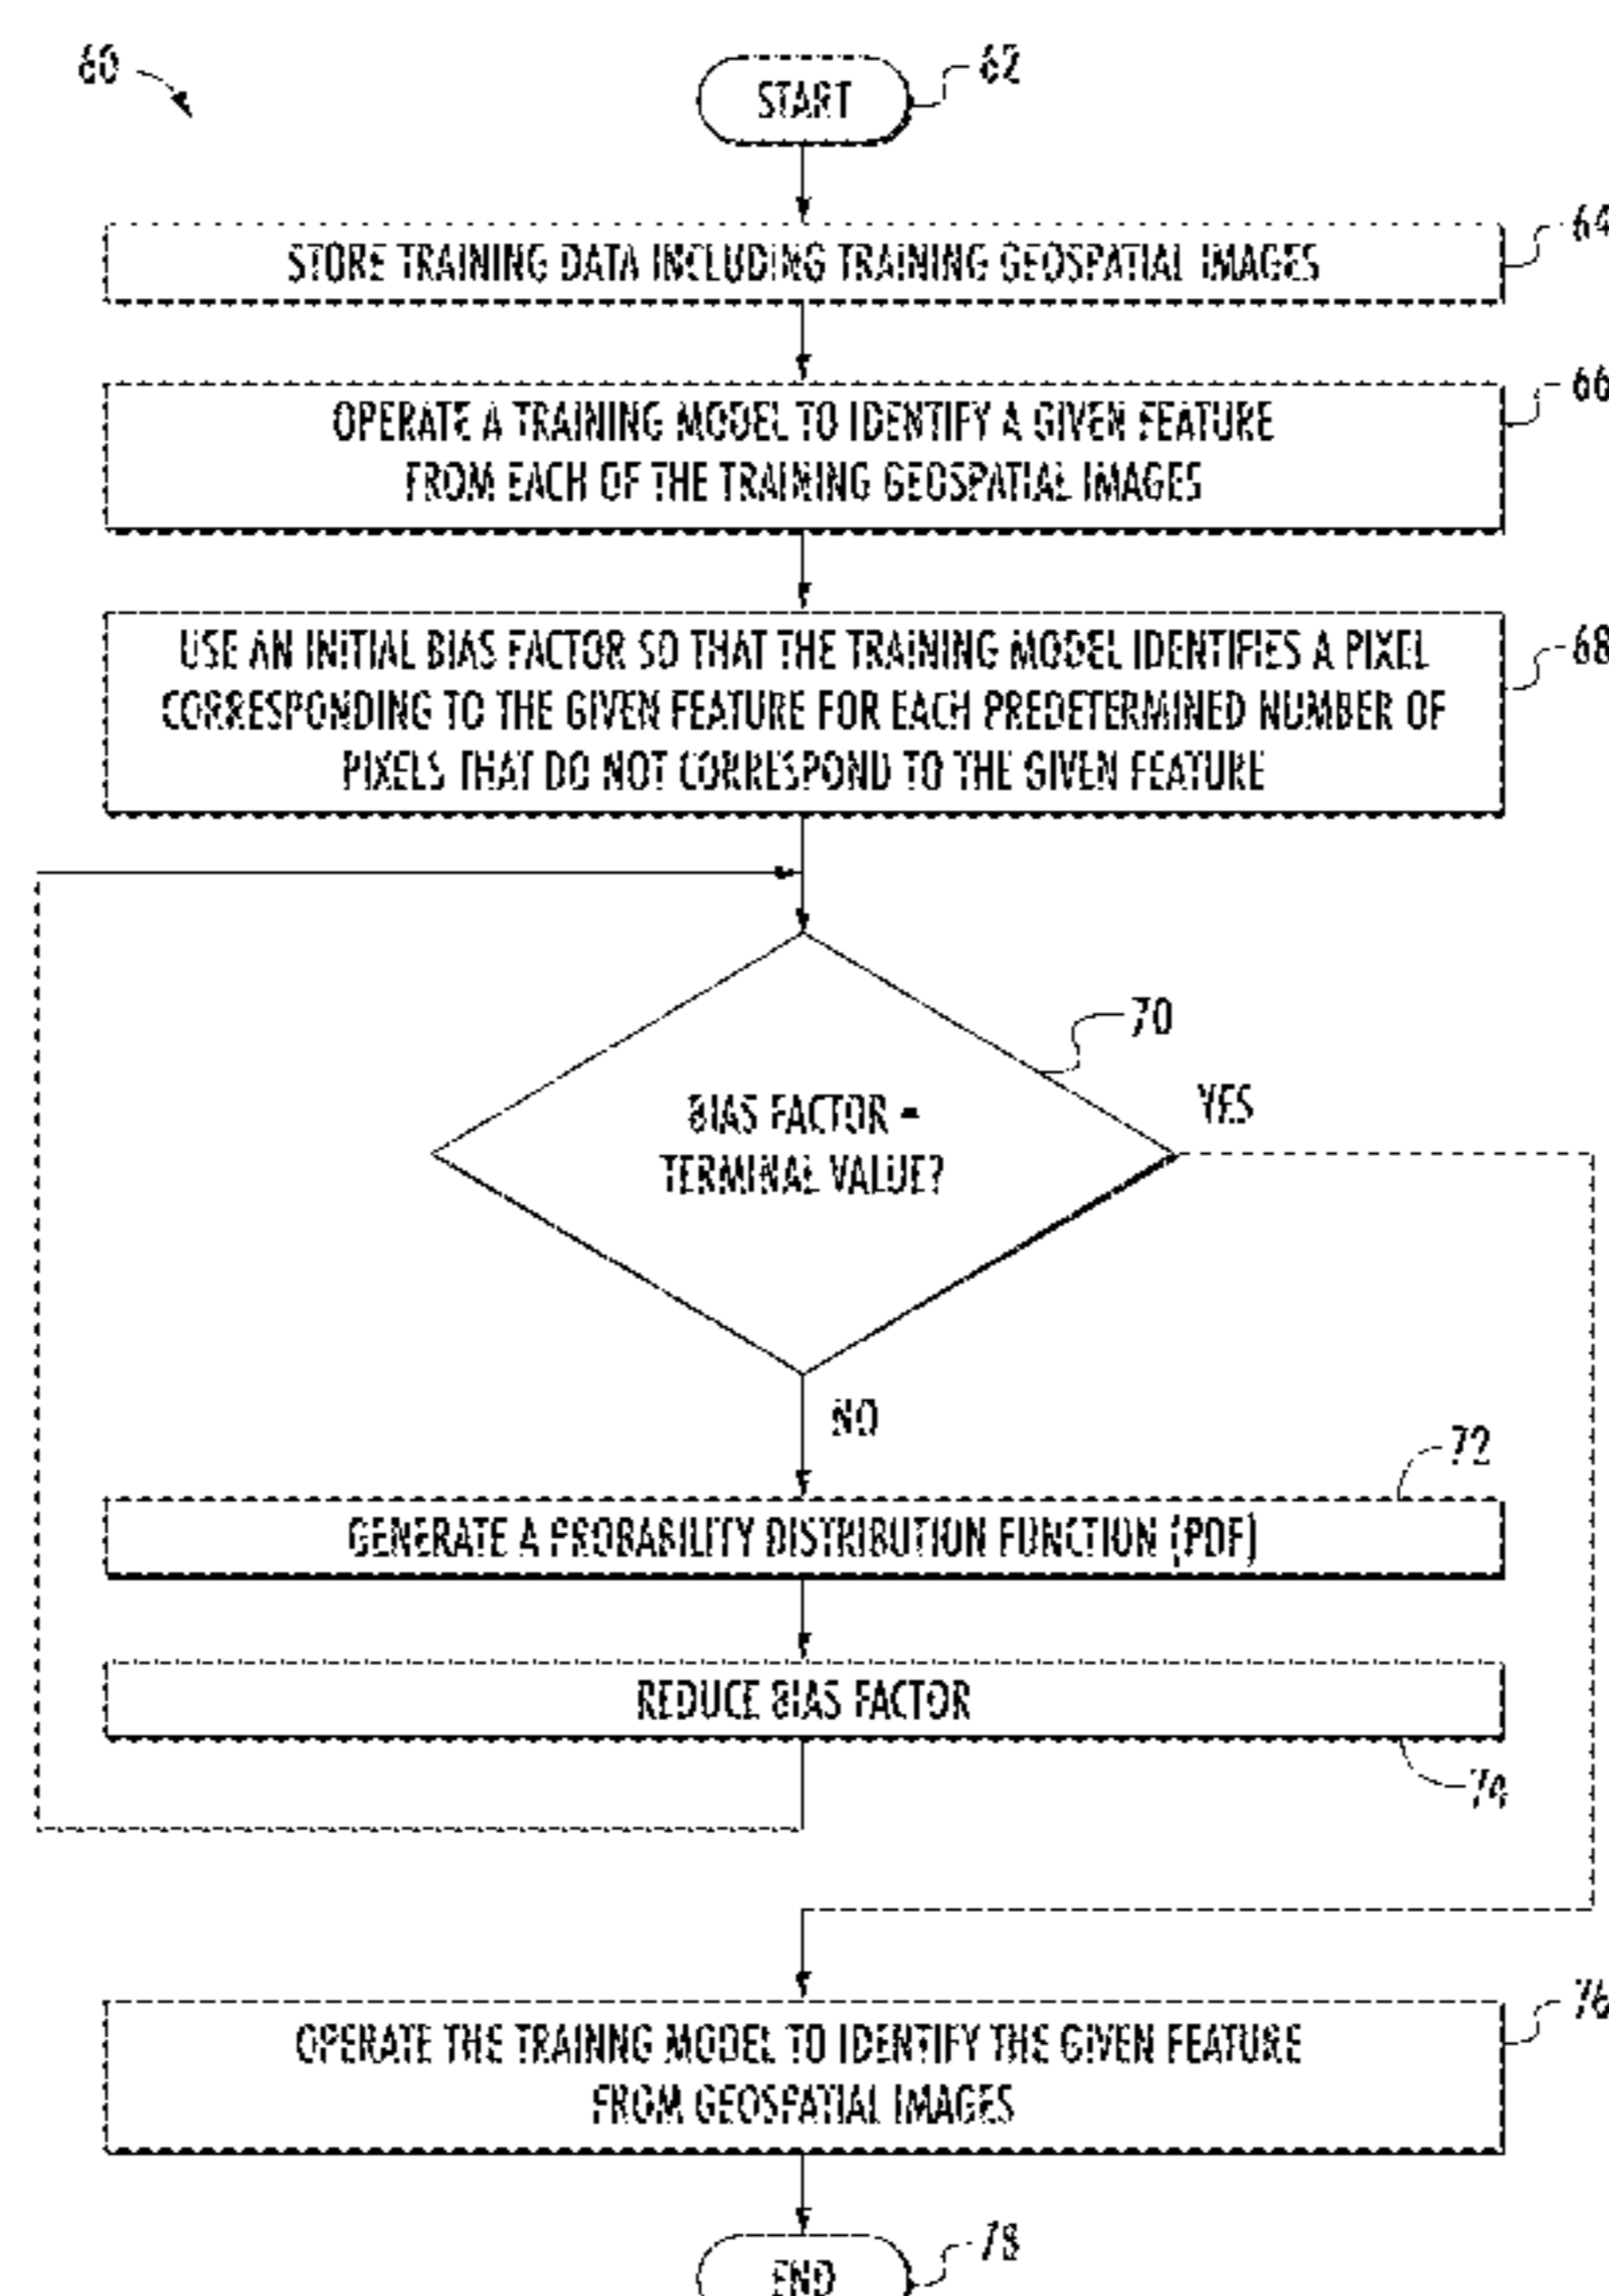 60
START
62
STORE TRAINING DATA INCLUDING TRAINING GEOSPATIAL IMAGES
64
OPERATE A TRAINING MODEL TO IDENTIFY A GIVEN FEATURE
FROM EACH OF THE TRAINING GEOSPATIAL IMAGES
66
USE AN INITIAL BIAS FACTOR SO THAT THE TRAINING MODEL IDENTIFIES A PIXEL
CORRESPONDING TO THE GIVEN FEATURE FOR EACH PREDETERMINED NUMBER OF
PIXELS THAT DO NOT CORRESPOND TO THE GIVEN FEATURE
68
70
BIAS FACTOR =
TERMINAL VALUE?
YES
NO
72
GENERATE A PROBABILITY DISTRIBUTION FUNCTION (PDF)
REDUCE BIAS FACTOR
74
OPERATE THE TRAINNG MODEL TO IDENTIFY THE GIVEN FEATURE
FROM GEOSPATIAL IMAGES
76
END
78